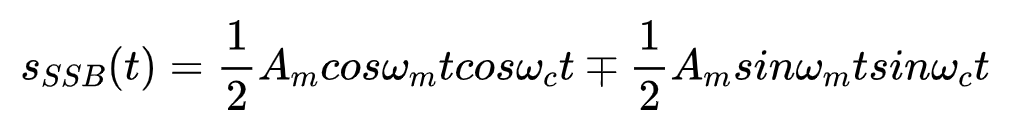 s_{SSB}(t) = \frac{1}{2}A_m cos\omega_m t cos\omega_c t \mp \frac{1}{2}A_m sin\omega_m t sin\omega_c t